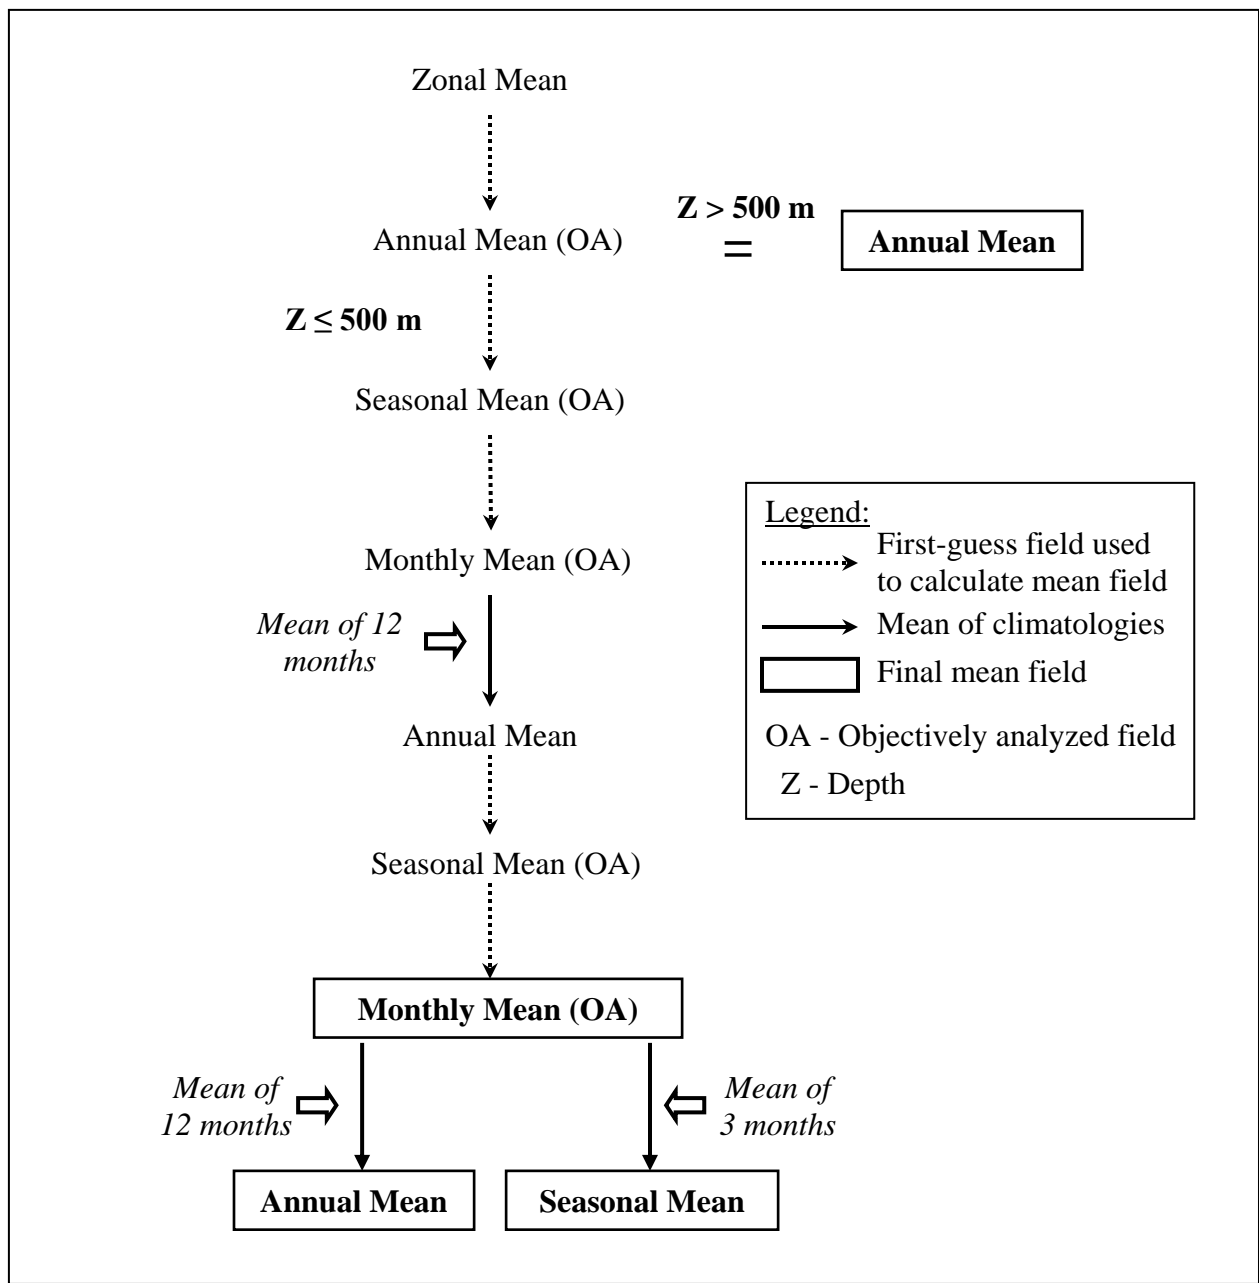 Zonal Mean
Annual Mean (OA)
Z > 500 m
=
Annual Mean
Z ≤ 500 m
Seasonal Mean (OA)
Monthly Mean (OA)
Mean of 12
months
Annual Mean
Seasonal Mean (OA)
Monthly Mean (OA)
Mean of
12 months
Mean of
3 months
Annual Mean
Seasonal Mean
Legend:
First-guess field used
to calculate mean field
Mean of climatologies
Final mean field
OA - Objectively analyzed field
Z - Depth